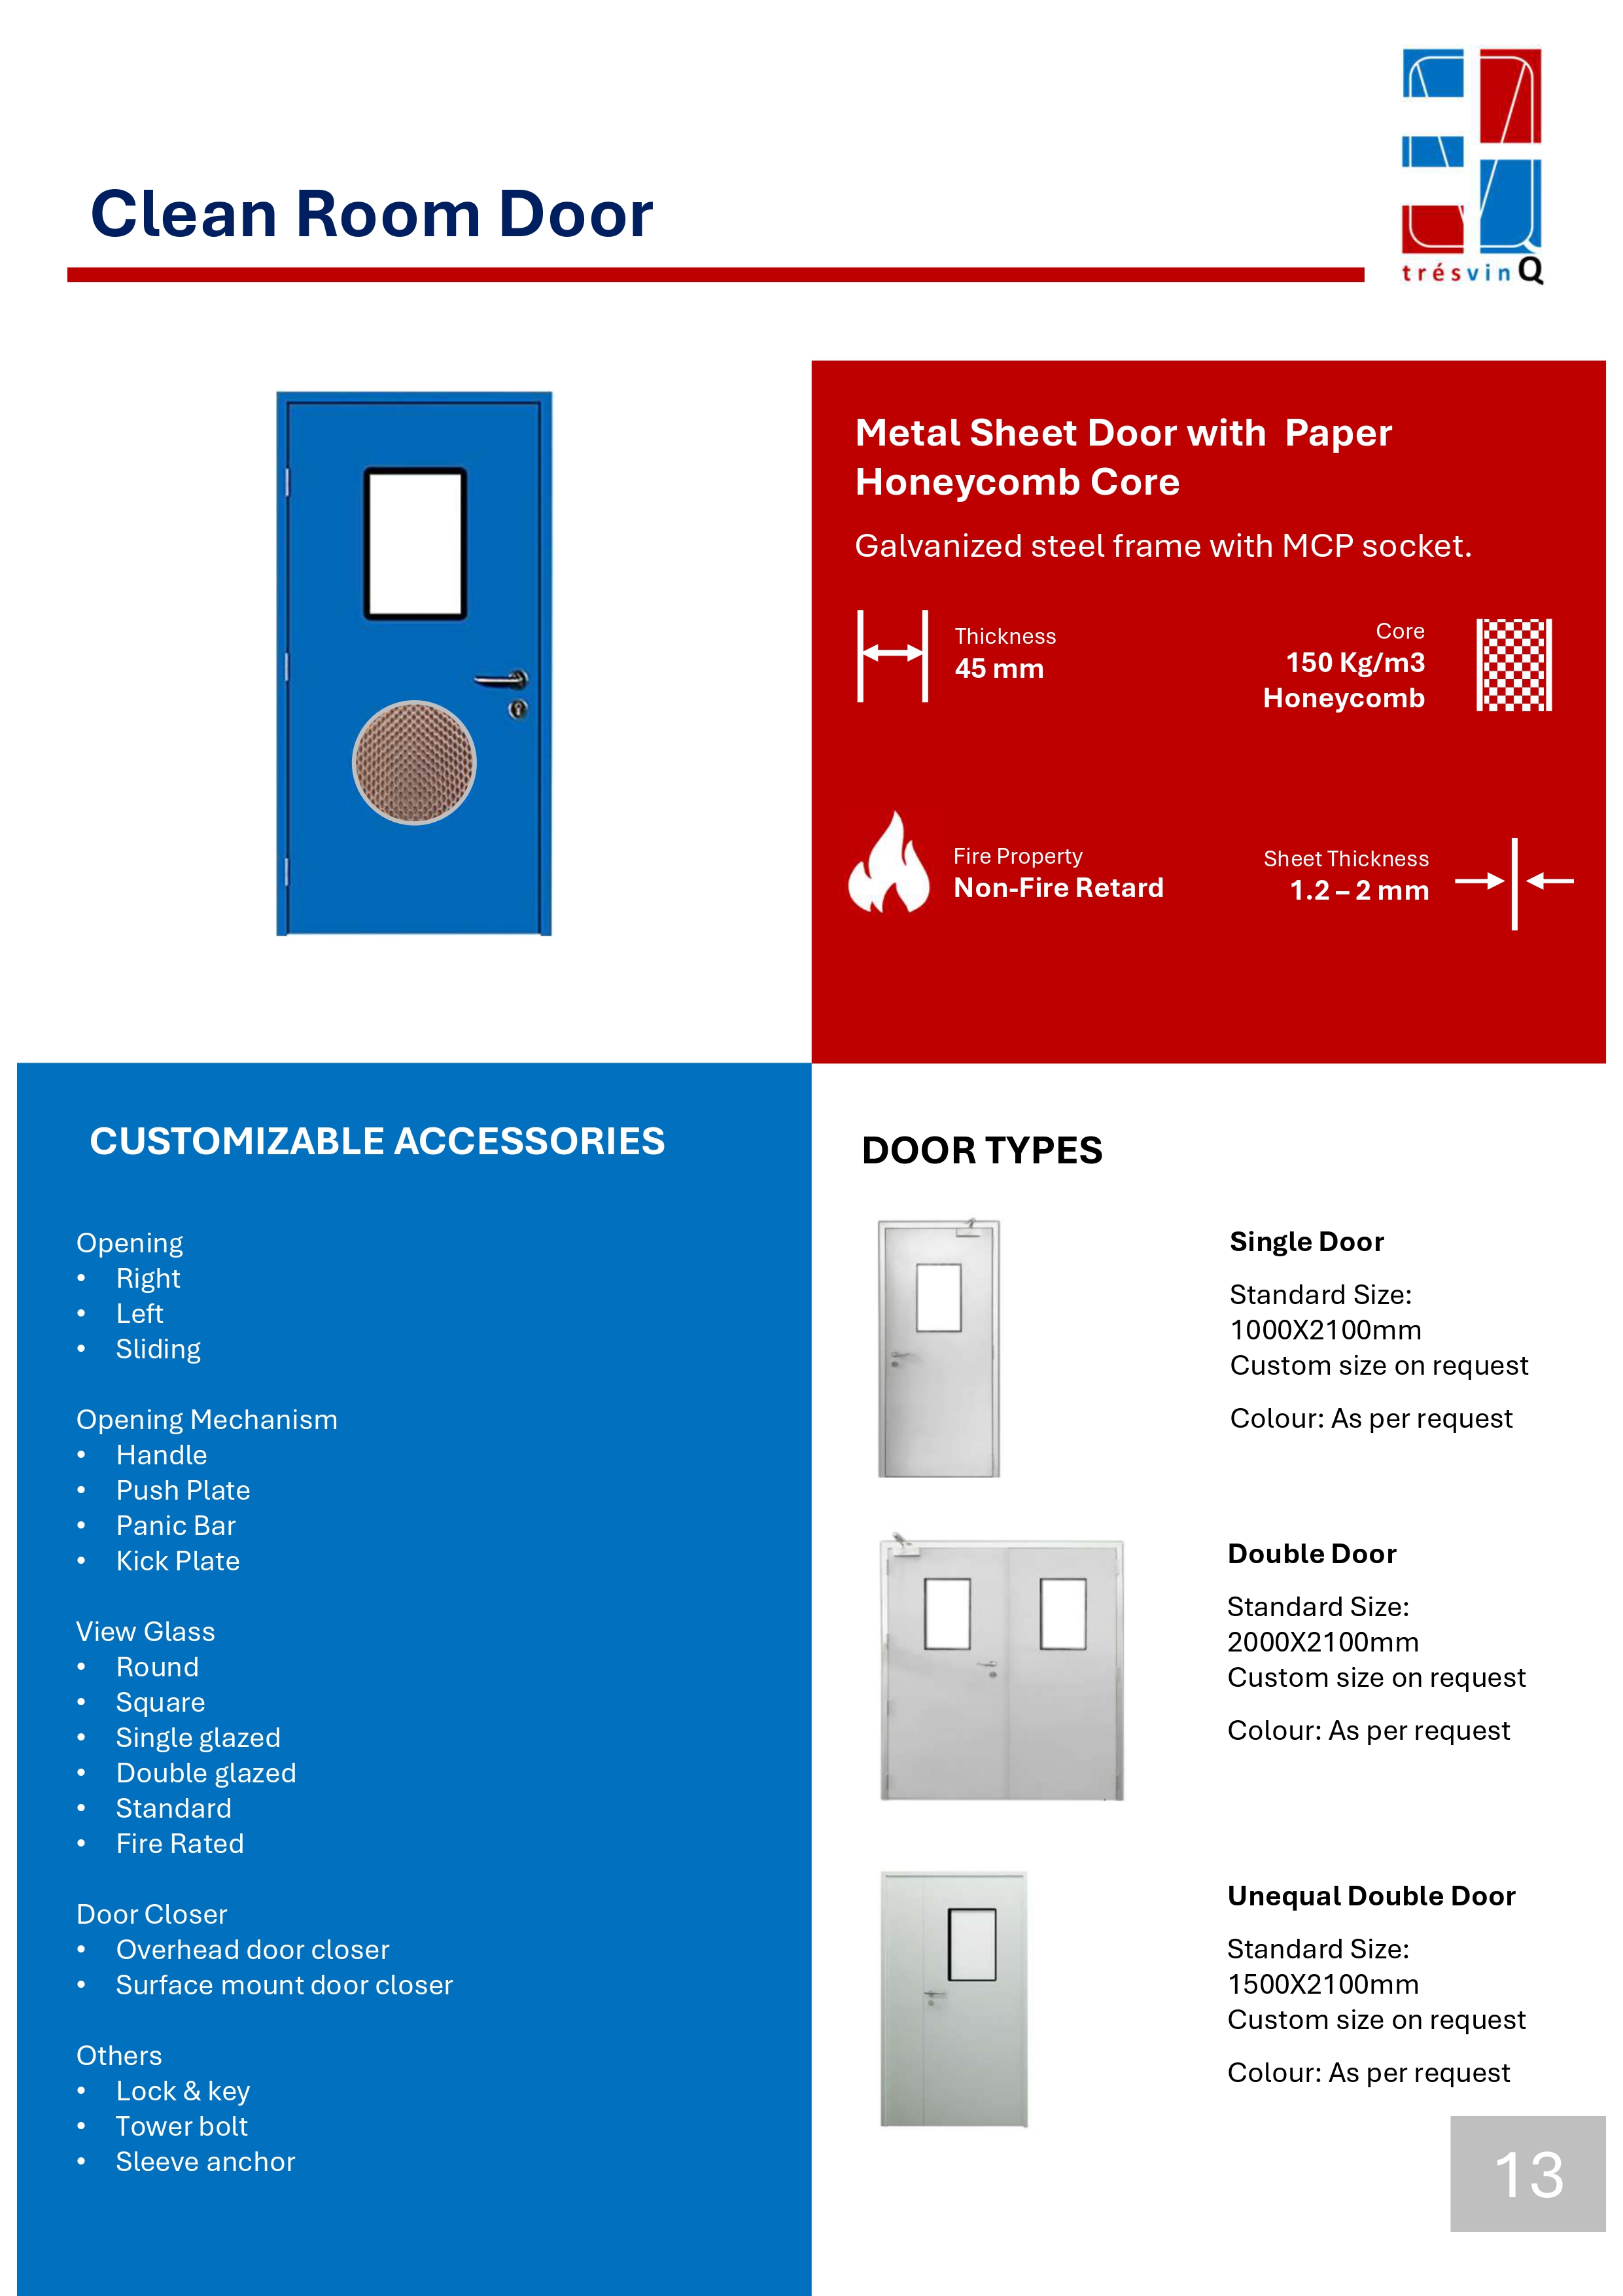 Clean Room Door
trésvinQ
Metal Sheet Door with  Paper
Honeycomb Core
Galvanized steel frame with MCP socket.
Thickness
45 mm
Core
150 Kg/m3
Honeycomb
Fire Property
Non-Fire Retard
Sheet Thickness
1.2 – 2 mm
CUSTOMIZABLE ACCESSORIES
Opening
• Right
• Left
• Sliding
Opening Mechanism
• Handle
• Push Plate
• Panic Bar
• Kick Plate
View Glass
• Round
• Square
• Single glazed
• Double glazed
• Standard
• Fire Rated
Door Closer
• Overhead door closer
• Surface mount door closer
Others
• Lock & key
• Tower bolt
• Sleeve anchor
DOOR TYPES
Single Door
Standard Size:
1000X2100mm
Custom size on request
Colour: As per request
Double Door
Standard Size:
2000X2100mm
Custom size on request
Colour: As per request
Unequal Double Door
Standard Size:
1500X2100mm
Custom size on request
Colour: As per request
13